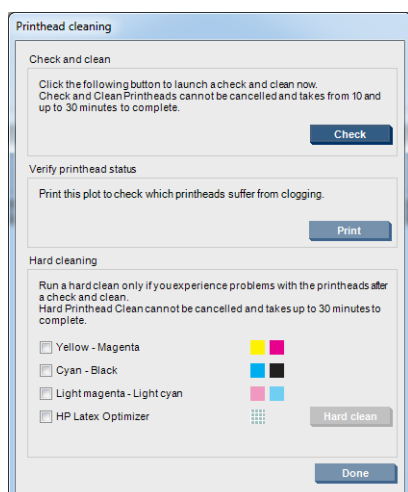 Printhead cleaning
Check and clean
Click the following button to launch a check and clean now.
Check and Clean Printheads cannot be cancelled and takes from 10 and
up to 30 minutes to complete.
Check
Verify printhead status
Print this plot to check which printheads suffer from clogging.
Print
Hard cleaning
Run a hard clean only if you experience problems with the printheads after
a check and clean.
Hard Printhead Clean cannot be cancelled and takes up to 30 minutes to
complete.
Yellow - Magenta
Cyan - Black
Light magenta - Light cyan
HP Latex Optimizer
Hard clean
Done